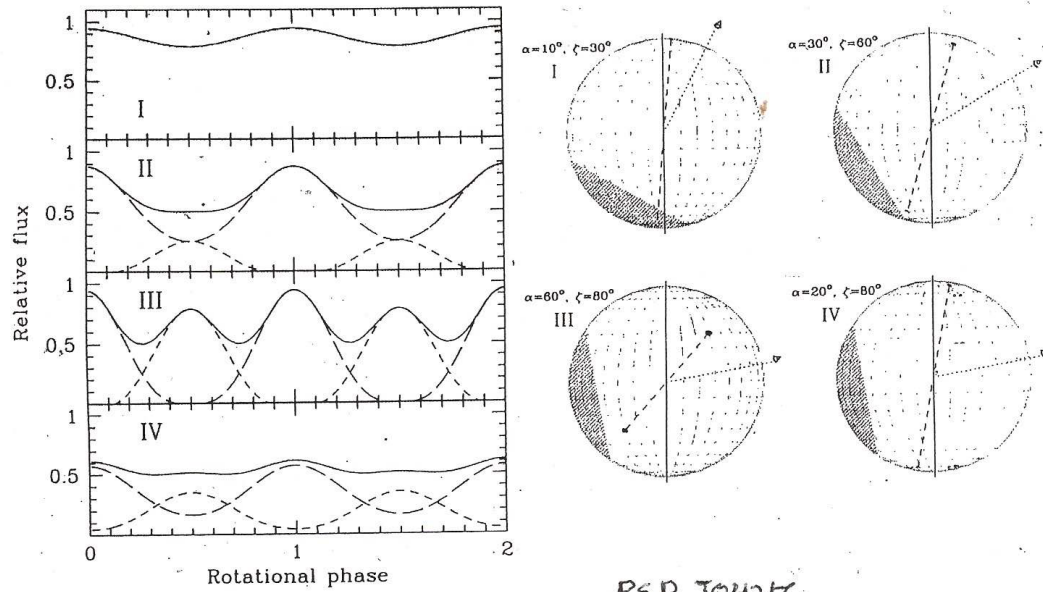 1
0.5
I
1
II
0.5
1
III
0.5
1
IV
0.5
0
1
2
Relative flux
Rotational phase
α=10°, ζ=30°
I
α=30°, ζ=60°
II
α=60°, ζ=80°
III
α=20°, ζ=80°
IV
PSR